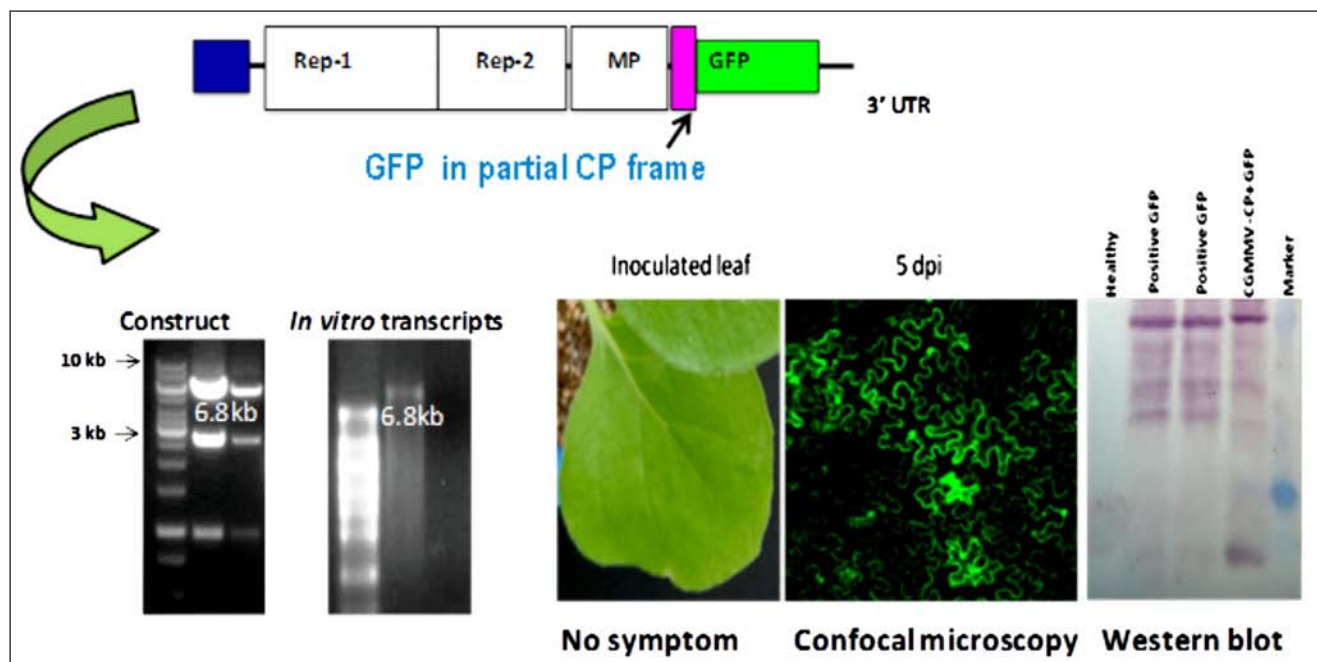 Rep-1
Rep-2
MP
GFP
3' UTR
GFP in partial CP frame
Healthy
Positive GFP
Positive GFP
CGMMV-CP+GFP
Marker
Inoculated leaf
5 dpi
Construct
In vitro transcripts
10 kb
6.8kb
6.8kb
3 kb
No symptom
Confocal microscopy
Western blot